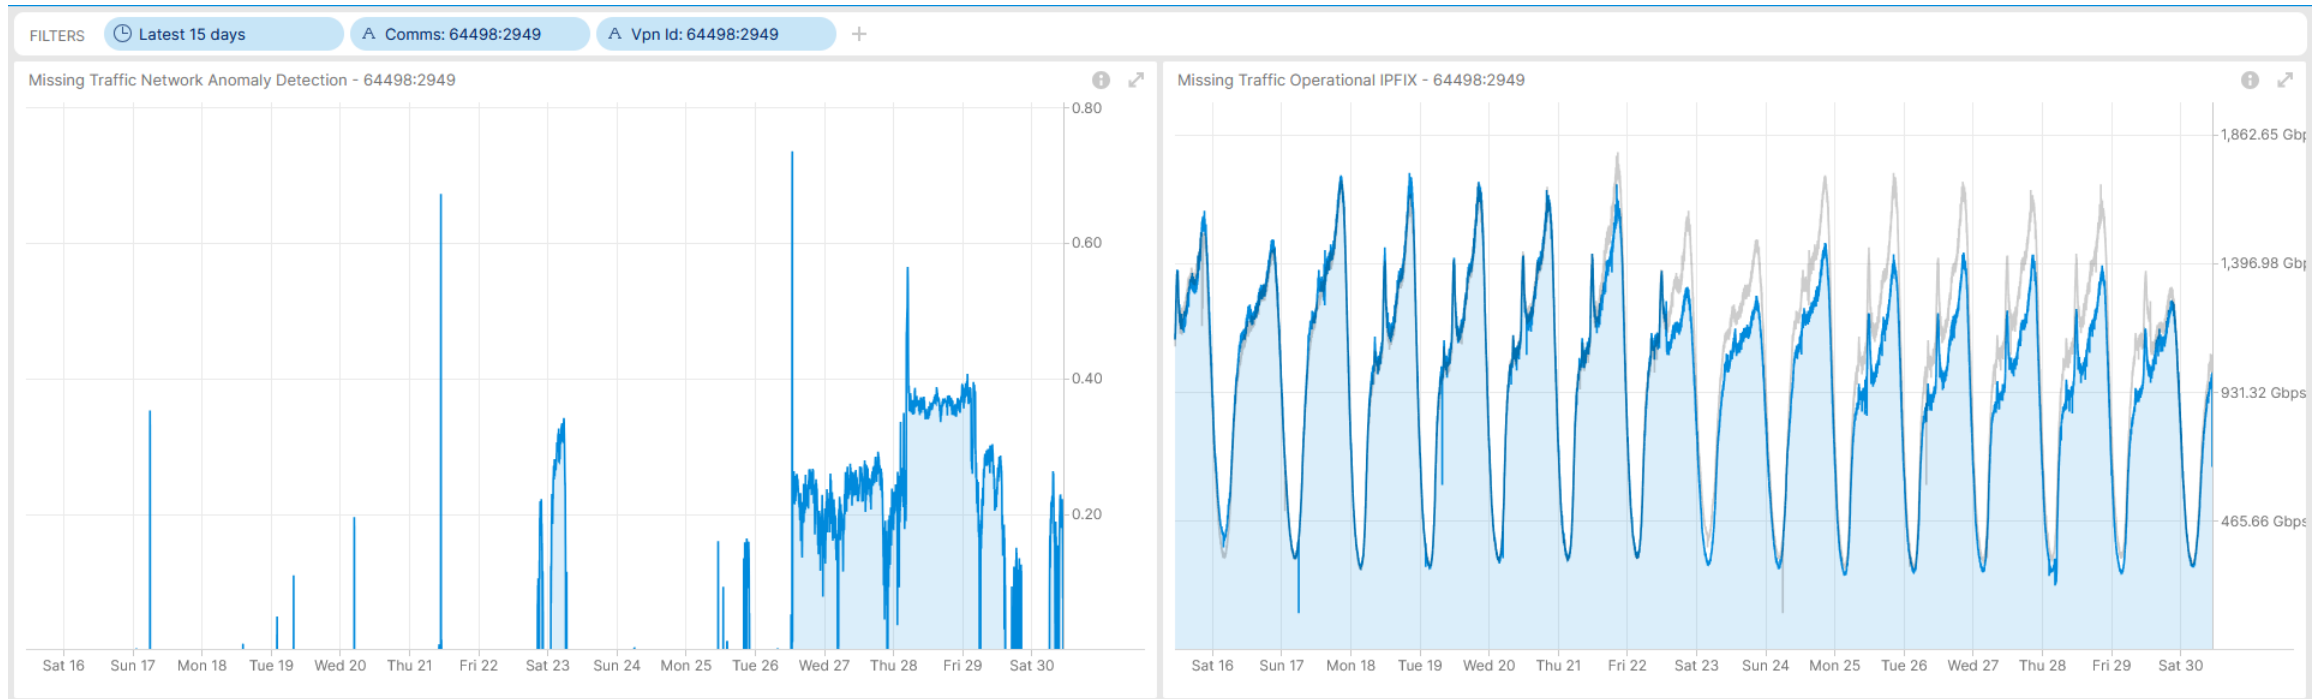 FILTERS Latest 15 days Comms: 64498:2949 Vpn Id: 64498:2949 +
Missing Traffic Network Anomaly Detection - 64498:2949
0.80
0.60
0.40
0.20
Sat 16 Sun 17 Mon 18 Tue 19 Wed 20 Thu 21 Fri 22 Sat 23 Sun 24 Mon 25 Tue 26 Wed 27 Thu 28 Fri 29 Sat 30
Missing Traffic Operational IPFIX - 64498:2949
1,862.65 Gbp
1,396.98 Gbp
931.32 Gbps
465.66 Gbps
Sat 16 Sun 17 Mon 18 Tue 19 Wed 20 Thu 21 Fri 22 Sat 23 Sun 24 Mon 25 Tue 26 Wed 27 Thu 28 Fri 29 Sat 30